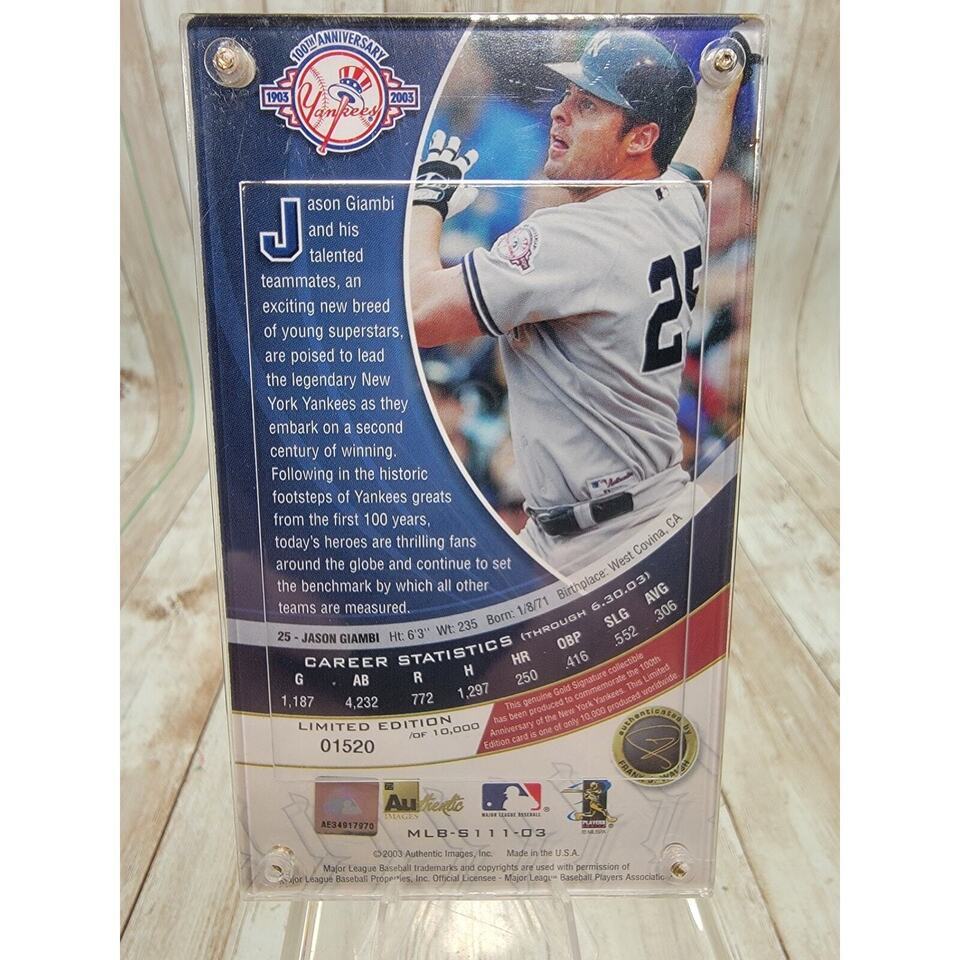 100TH ANNIVERSARY
1903 Yankees 2003
Jason Giambi
and his
talented
teammates, an
exciting new breed
of young superstars,
are poised to lead
the legendary New
York Yankees as they
embark on a second
century of winning.
Following in the historic
footsteps of Yankees greats
from the first 100 years,
today's heroes are thrilling fans
around the globe and continue to set
the benchmark by which all other
teams are measured.
25
25 - JASON GIAMBI Ht: 6'3" Wt: 235 Born: 1/8/71 Birthplace: West Covina, CA
CAREER STATISTICS (THROUGH 6.30.03)
G AB R H HR OBP SLG AVG
1,187 4,232 772 1,297 250 .416 .552 .306
LIMITED EDITION
01520 /OF 10,000
This genuine Gold Signature collectible
has been produced to commemorate the 100th
Anniversary of the New York Yankees. This Limited
Edition card is one of only 10,000 produced worldwide
authenticated by
AE34917970
Authentic
IMAGES
MAJOR LEAGUE BASEBALL
PLAYERS
© MLBPA
MLB-S111-03
©2003 Authentic Images, Inc. Made in the U.S.A.
Major League Baseball trademarks and copyrights are used with permission of
Major League Baseball Properties, Inc. Official Licensee - Major League Baseball Players Associatio